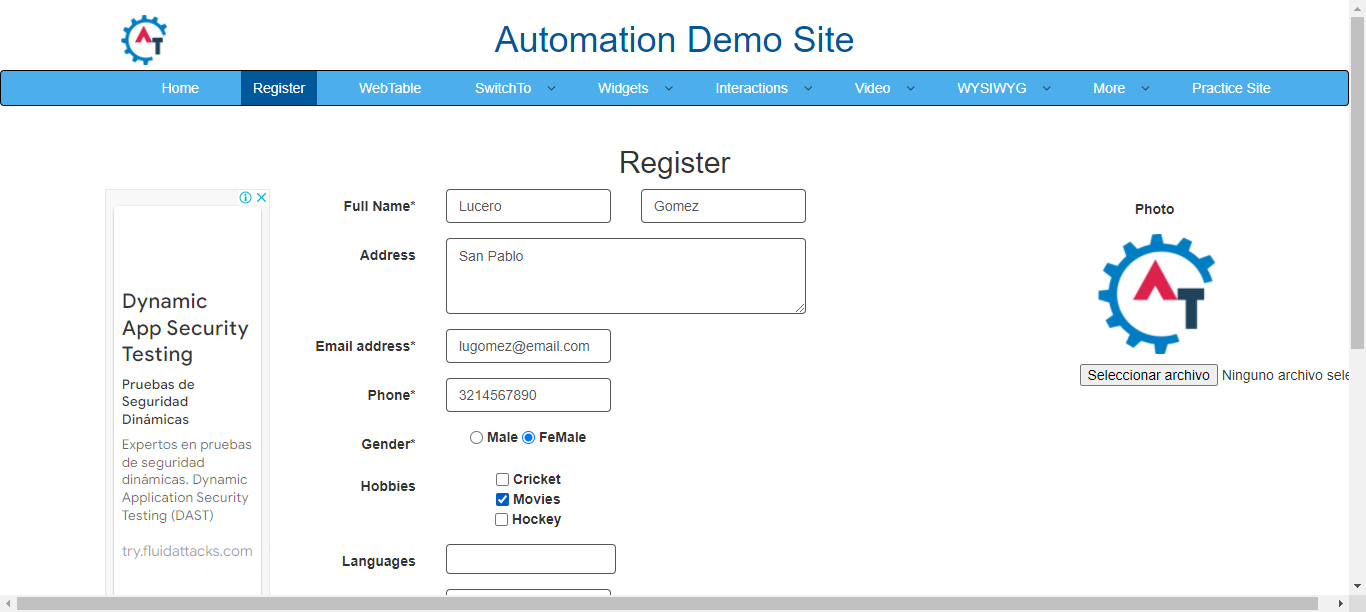 AT
Automation Demo Site
Home Register WebTable SwitchTo Widgets Interactions Video WYSIWYG More Practice Site
Register
Full Name* Lucero Gomez
Address San Pablo
Email address* lugomez@email.com
Phone* 3214567890
Gender* Male FeMale
Hobbies Cricket
Movies
Hockey
Languages
Photo
AT
Seleccionar archivo Ninguno archivo sele
Dynamic
App Security
Testing
Pruebas de
Seguridad
Dinámicas
Expertos en pruebas
de seguridad
dinámicas. Dynamic
Application Security
Testing (DAST)
try.fluidattacks.com